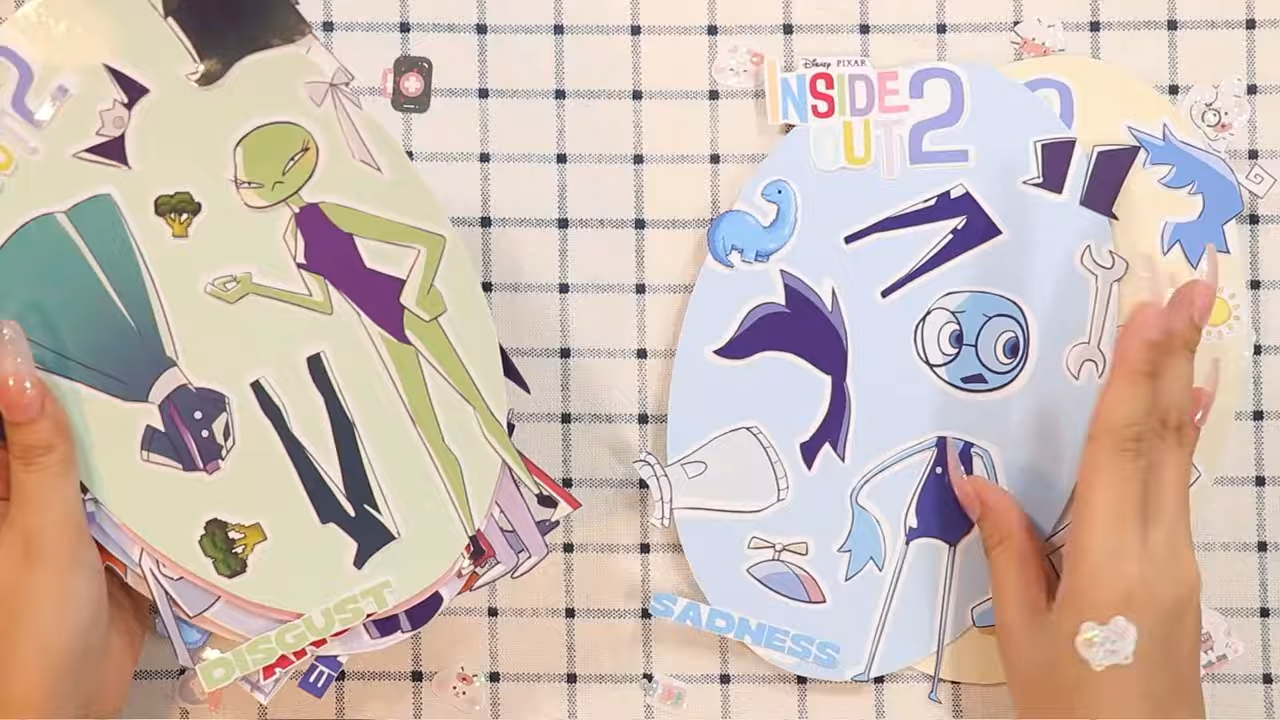 DISNEY PIXAR
INSIDE
OUT 2
DISGUST
SADNESS